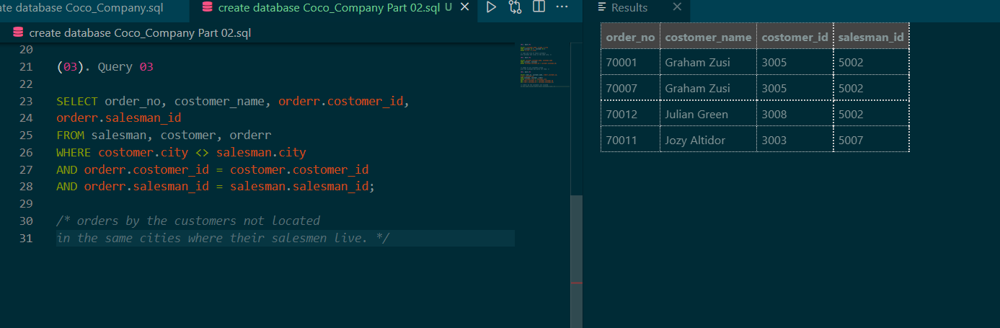 ate database Coco_Company.sql
create database Coco_Company Part 02.sql U
Results
create database Coco_Company Part 02.sql
20
21 (03). Query 03
22
23 SELECT order_no, costomer_name, orderr.costomer_id,
24 orderr.salesman_id
25 FROM salesman, costomer, orderr
26 WHERE costomer.city <> salesman.city
27 AND orderr.costomer_id = costomer.costomer_id
28 AND orderr.salesman_id = salesman.salesman_id;
29
30 /* orders by the customers not located
31 in the same cities where their salesmen live. */
order_no costomer_name costomer_id salesman_id
70001 Graham Zusi 3005 5002
70007 Graham Zusi 3005 5002
70012 Julian Green 3008 5002
70011 Jozy Altidor 3003 5007